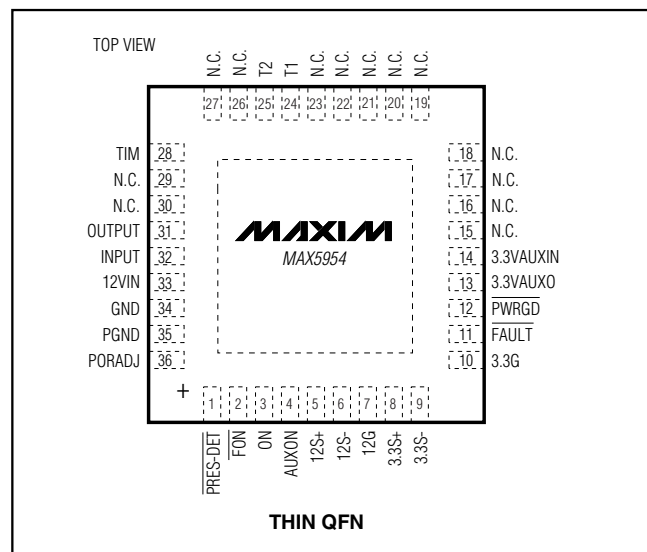 TOP VIEW
N.C. N.C. T2 T1 N.C. N.C. N.C. N.C. N.C.
27 26 25 24 23 22 21 20 19
TIM 28
N.C. 29
N.C. 30
OUTPUT 31
INPUT 32
12VIN 33
GND 34
PGND 35
PORADJ 36
MAXIM
MAX5954
18 N.C.
17 N.C.
16 N.C.
15 N.C.
14 3.3VAUXIN
13 3.3VAUXO
12 PWRGD
11 FAULT
10 3.3G
+
1 2 3 4 5 6 7 8 9
PRES-DET FON ON AUXON 12S+ 12S- 12G 3.3S+ 3.3S-
THIN QFN